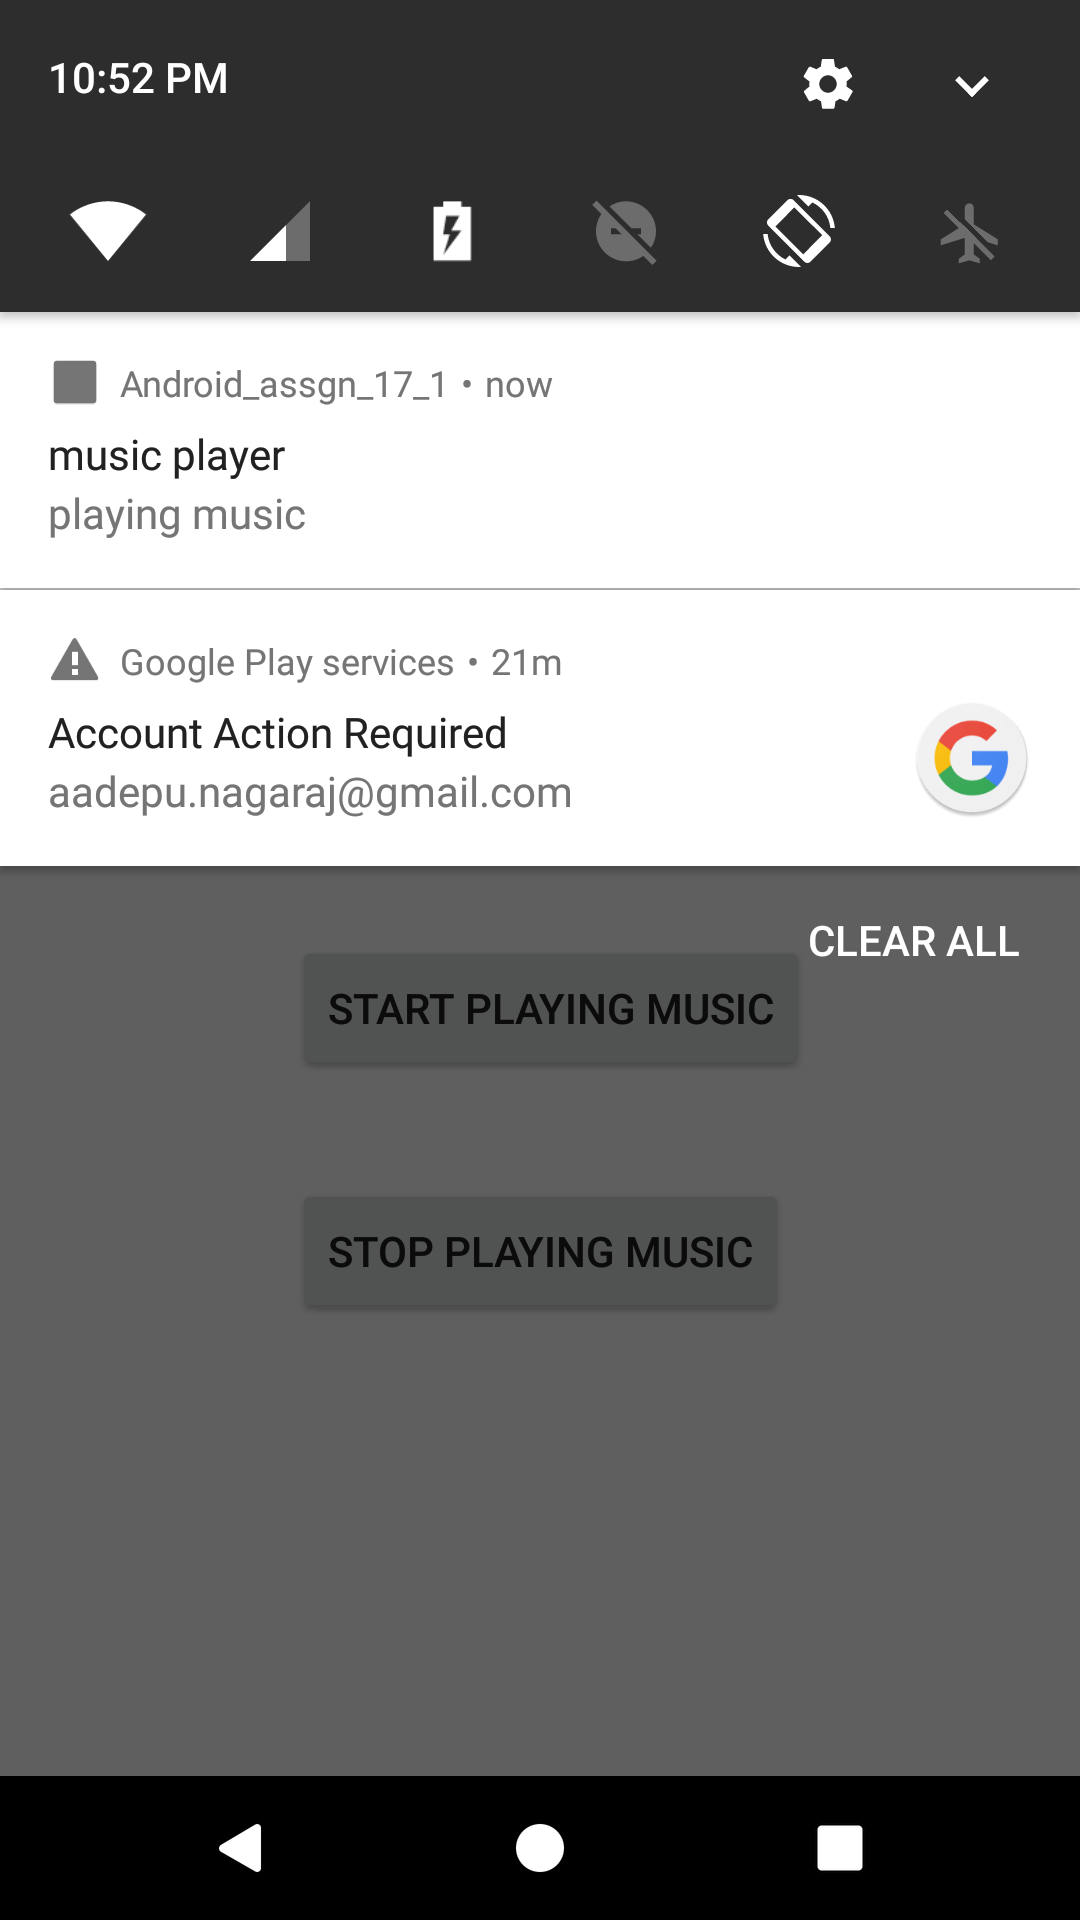 10:52 PM
Android_assgn_17_1 • now
music player
playing music
Google Play services • 21m
Account Action Required
aadepu.nagaraj@gmail.com
CLEAR ALL
START PLAYING MUSIC
STOP PLAYING MUSIC